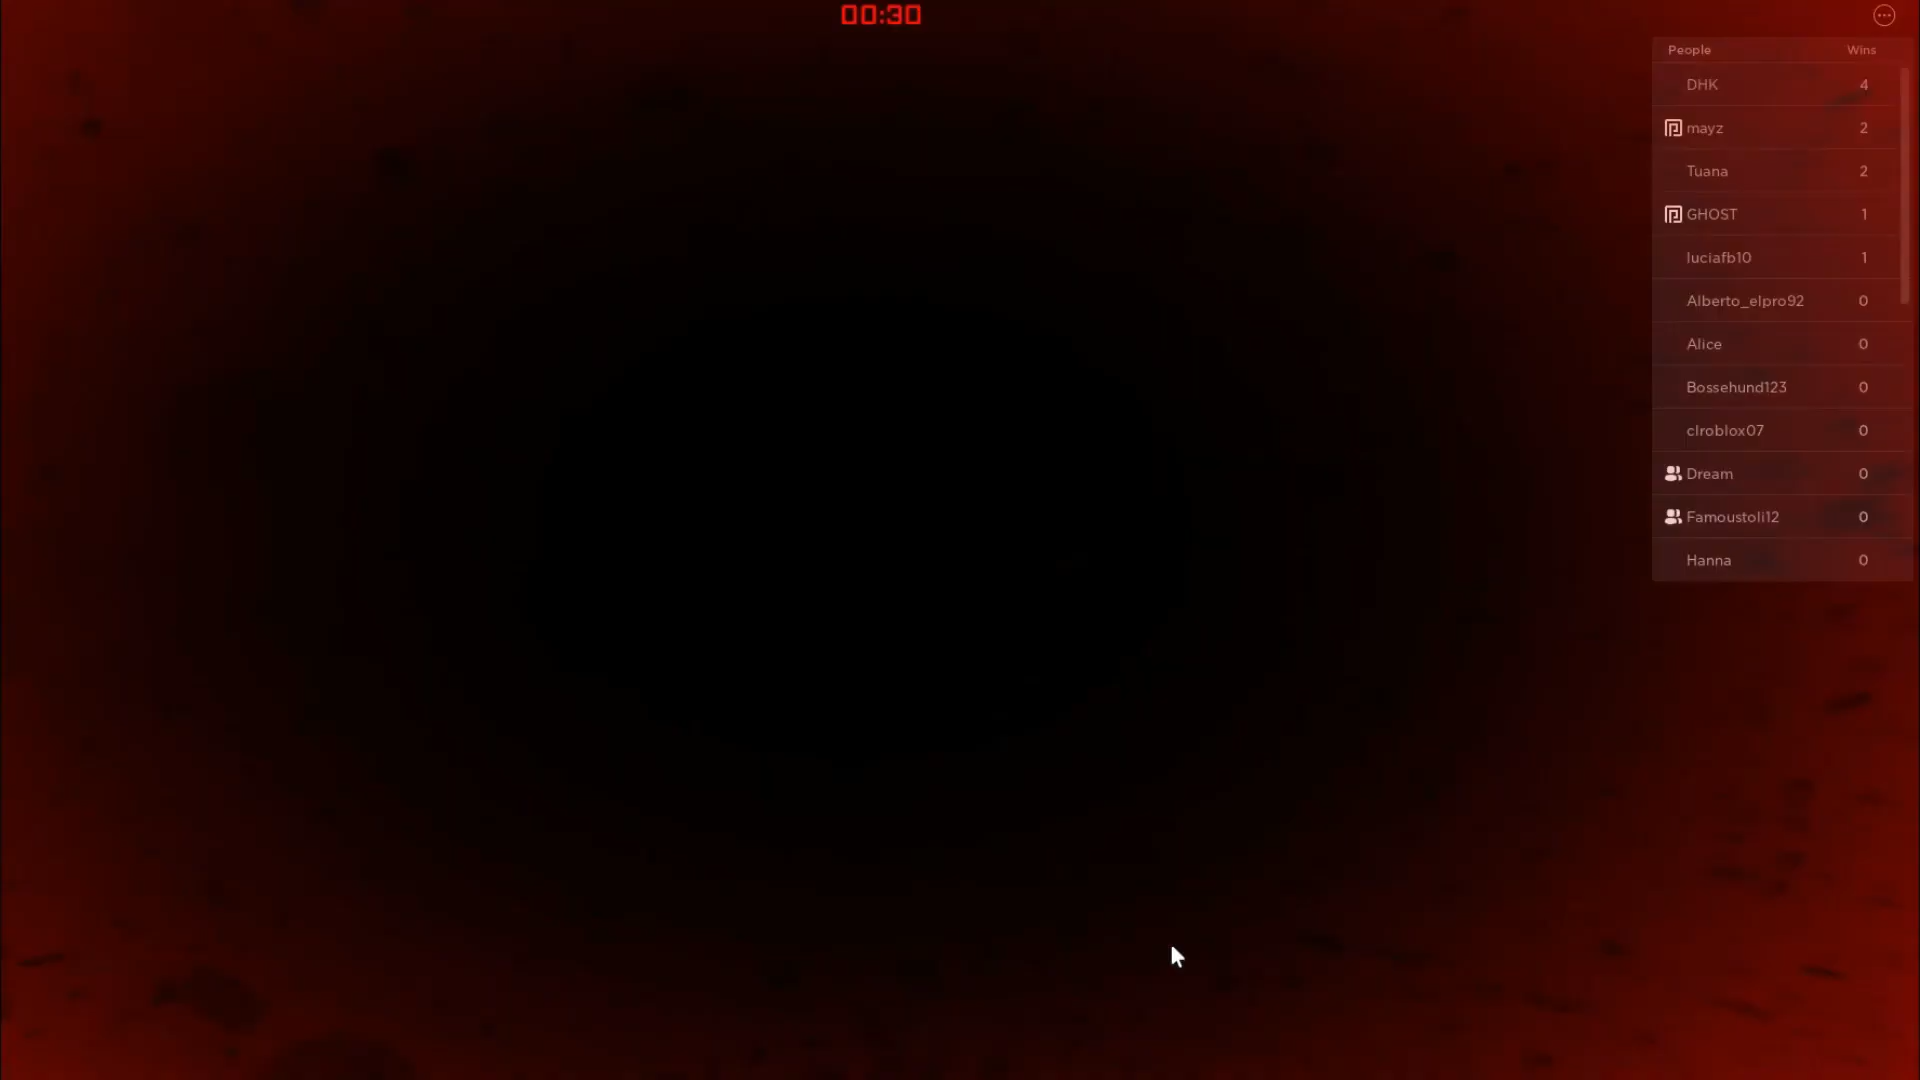 00:30
People Wins
DHK 4
mayz 2
Tuana 2
GHOST 1
luciafb10 1
Alberto_elpro92 0
Alice 0
Bossehund123 0
clroblox07 0
Dream 0
Famoustoli12 0
Hanna 0